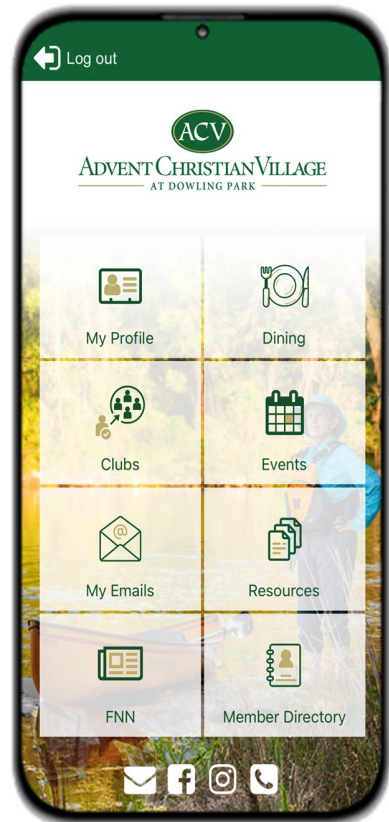 Log out
ACV
ADVENT CHRISTIAN VILLAGE
AT DOWLING PARK
My Profile
Dining
Clubs
Events
@
My Emails
Resources
FNN
Member Directory